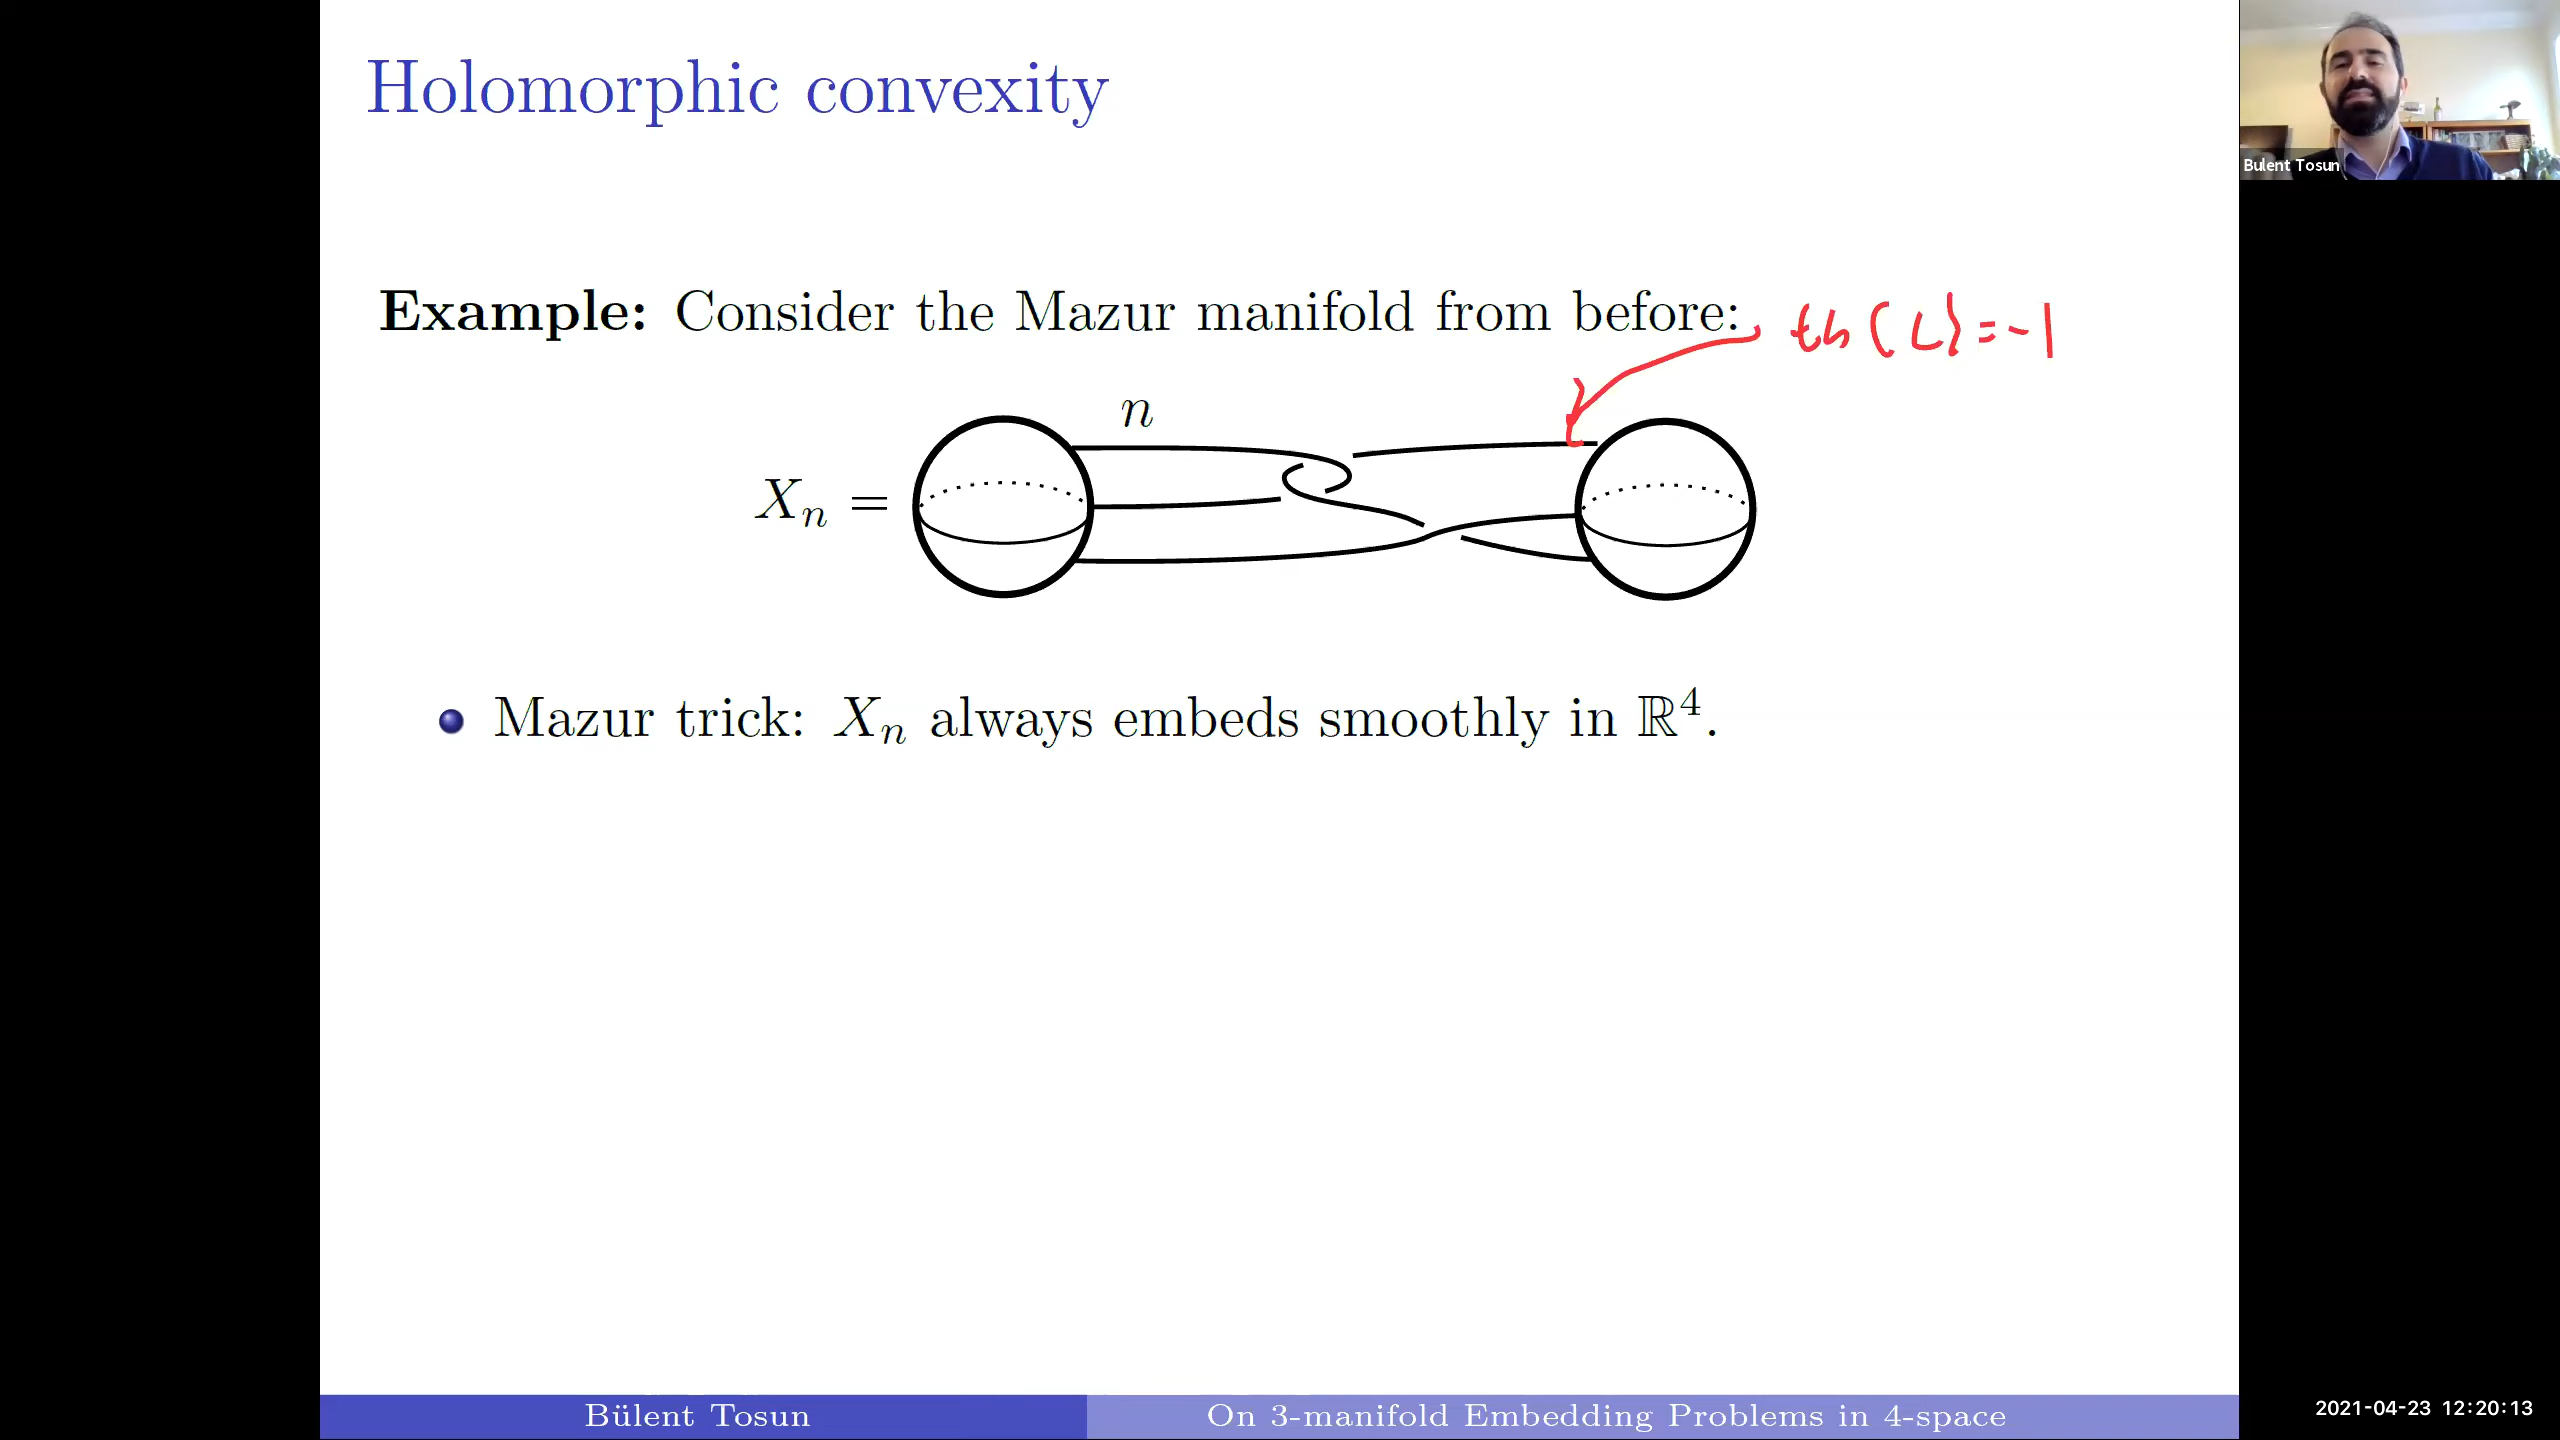 Holomorphic convexity
Bulent Tosun
Example: Consider the Mazur manifold from before:
tb(L)=-1
n
Xₙ =
Mazur trick: Xₙ always embeds smoothly in ℝ⁴.
Bülent Tosun
On 3-manifold Embedding Problems in 4-space
2021-04-23 12:20:13